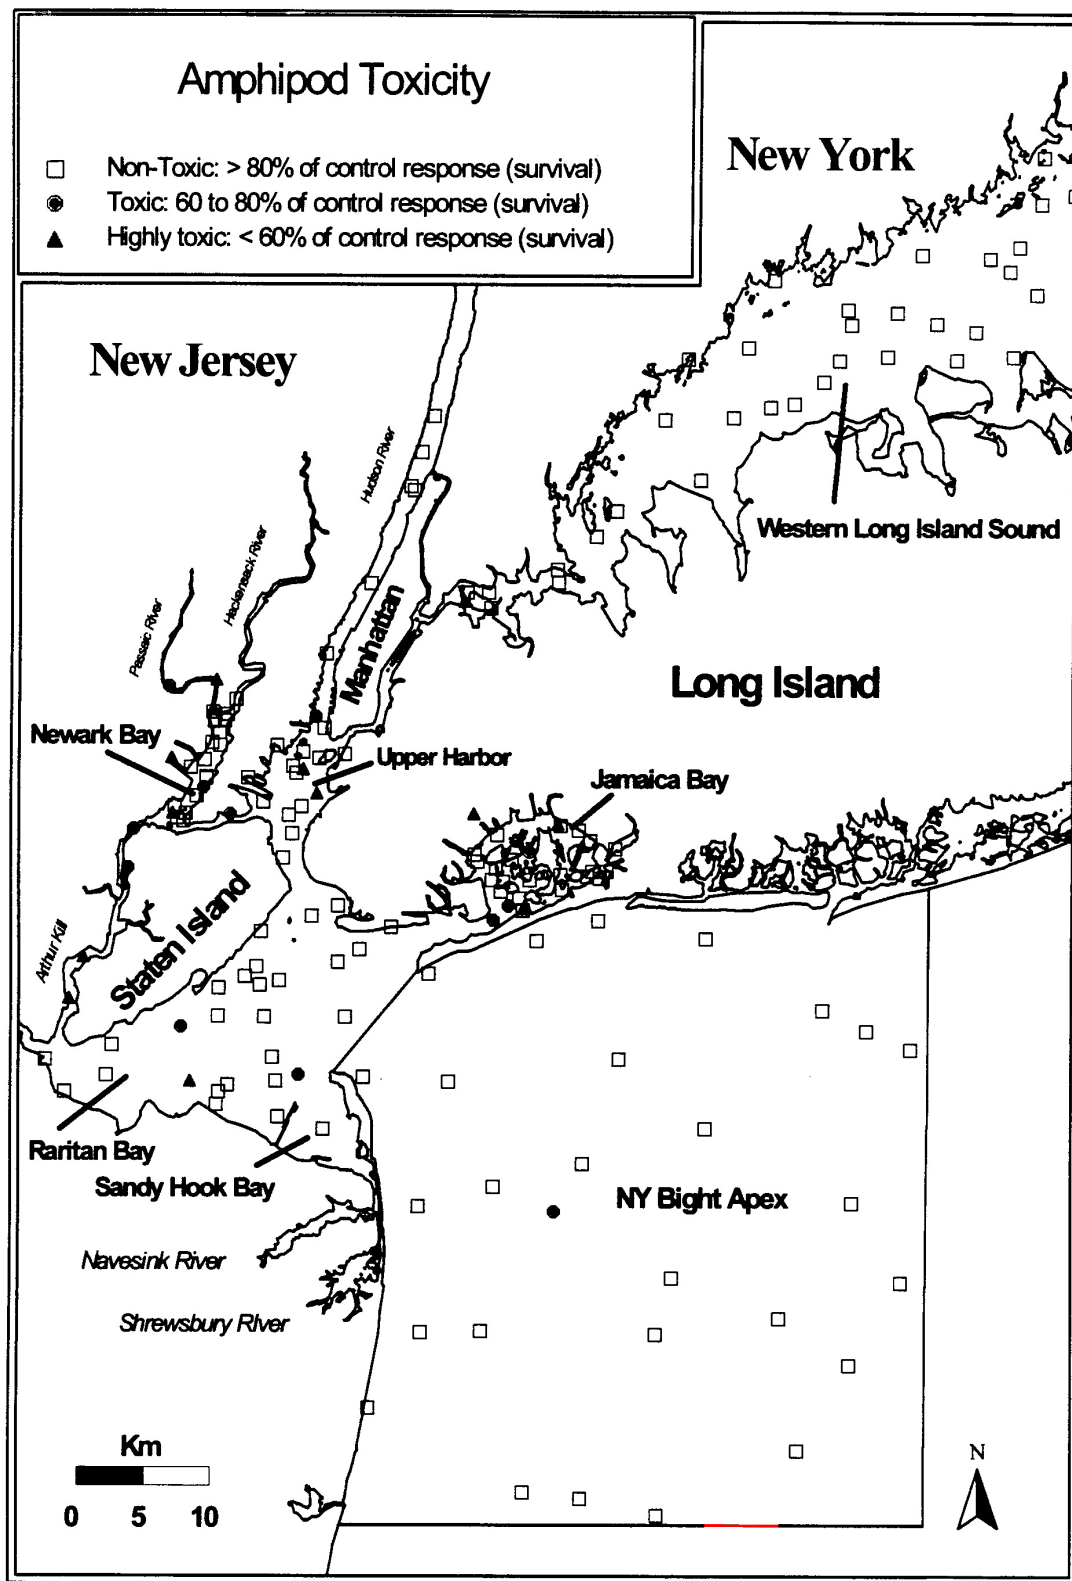 Amphipod Toxicity
Non-Toxic: > 80% of control response (survival)
Toxic: 60 to 80% of control response (survival)
Highly toxic: < 60% of control response (survival)
New York
New Jersey
Hudson River
Hackensack River
Passaic River
Manhattan
Western Long Island Sound
Long Island
Newark Bay
Upper Harbor
Jamaica Bay
Staten Island
Arthur Kill
Raritan Bay
Sandy Hook Bay
NY Bight Apex
Navesink River
Shrewsbury River
Km
0 5 10
N